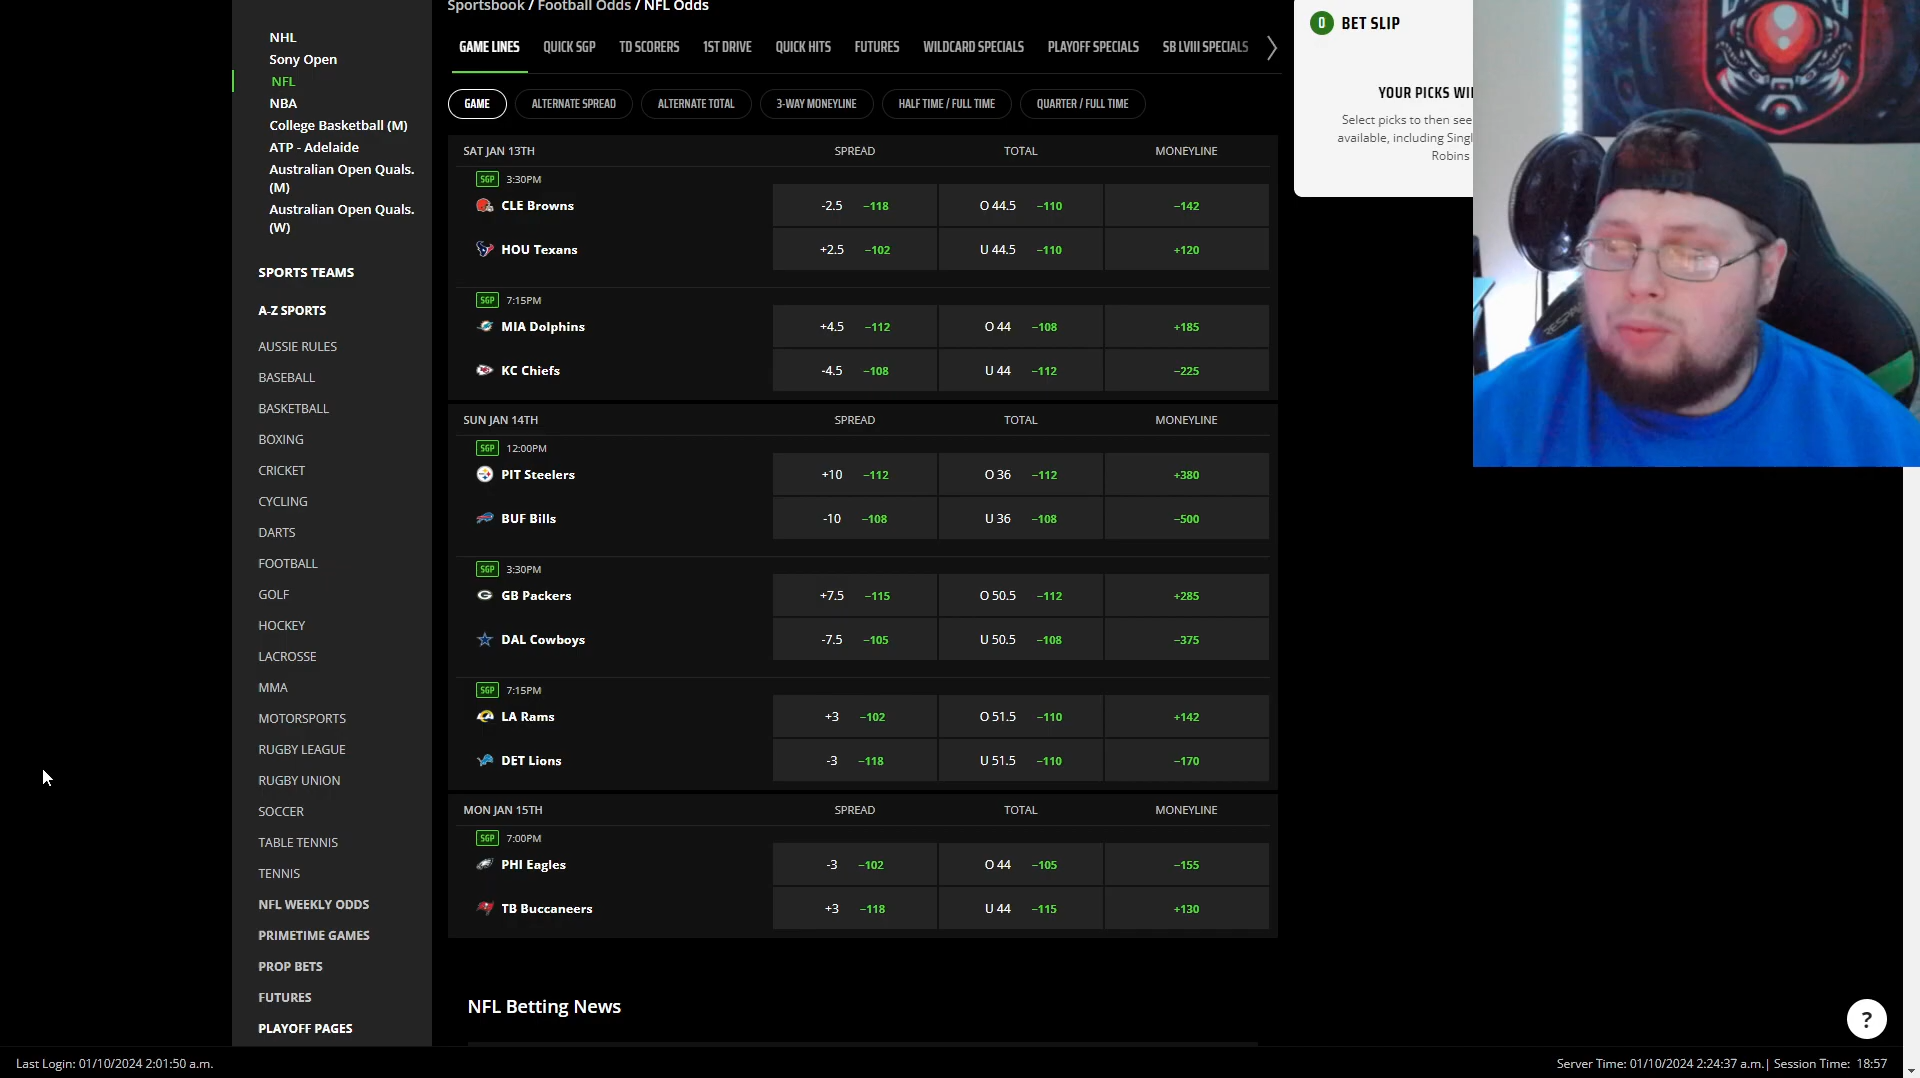 Sportsbook / Football Odds / NFL Odds
NHL
Sony Open
NFL
NBA
College Basketball (M)
ATP - Adelaide
Australian Open Quals.
(M)
Australian Open Quals.
(W)
SPORTS TEAMS
A-Z SPORTS
AUSSIE RULES
BASEBALL
BASKETBALL
BOXING
CRICKET
CYCLING
DARTS
FOOTBALL
GOLF
HOCKEY
LACROSSE
MMA
MOTORSPORTS
RUGBY LEAGUE
RUGBY UNION
SOCCER
TABLE TENNIS
TENNIS
NFL WEEKLY ODDS
PRIMETIME GAMES
PROP BETS
FUTURES
PLAYOFF PAGES
GAME LINES QUICK SGP TD SCORERS 1ST DRIVE QUICK HITS FUTURES WILDCARD SPECIALS PLAYOFF SPECIALS SB LVIII SPECIALS
GAME ALTERNATE SPREAD ALTERNATE TOTAL 3-WAY MONEYLINE HALF TIME / FULL TIME QUARTER / FULL TIME
SAT JAN 13TH SPREAD TOTAL MONEYLINE
SGP 3:30PM
CLE Browns -2.5 −118 O 44.5 −110 −142
HOU Texans +2.5 −102 U 44.5 −110 +120
SGP 7:15PM
MIA Dolphins +4.5 −112 O 44 −108 +185
KC Chiefs -4.5 −108 U 44 −112 −225
SUN JAN 14TH SPREAD TOTAL MONEYLINE
SGP 12:00PM
PIT Steelers +10 −112 O 36 −112 +380
BUF Bills -10 −108 U 36 −108 −500
SGP 3:30PM
GB Packers +7.5 −115 O 50.5 −112 +285
DAL Cowboys -7.5 −105 U 50.5 −108 −375
SGP 7:15PM
LA Rams +3 −102 O 51.5 −110 +142
DET Lions -3 −118 U 51.5 −110 −170
MON JAN 15TH SPREAD TOTAL MONEYLINE
SGP 7:00PM
PHI Eagles -3 −102 O 44 −105 −155
TB Buccaneers +3 −118 U 44 −115 +130
NFL Betting News
0 BET SLIP
YOUR PICKS
Select picks to then see
available, including
Robins
?
Last Login: 01/10/2024 2:01:50 a.m.
Server Time: 01/10/2024 2:24:37 a.m.| Session Time: 18:57